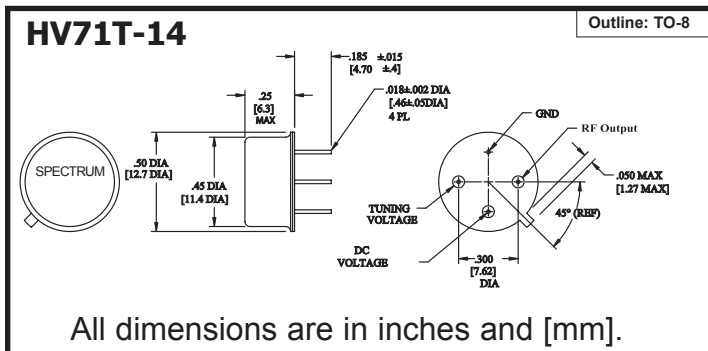 HV71T-14
Outline: TO-8
.185 ±.015
[4.70 ±.4]
.25
[6.3]
MAX
.018±.002 DIA
[.46±.05DIA]
4 PL
GND
RF Output
SPECTRUM
.50 DIA
[12.7 DIA]
.45 DIA
[11.4 DIA]
.050 MAX
[1.27 MAX]
TUNING
VOLTAGE
45° (REF)
DC
VOLTAGE
.300
[7.62]
DIA
All dimensions are in inches and [mm].